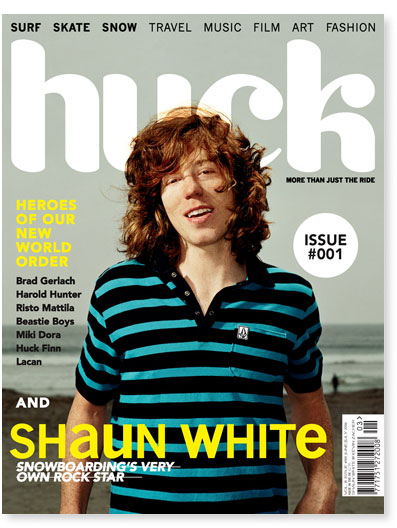 SURF SKATE SNOW TRAVEL MUSIC FILM ART FASHION
huck
MORE THAN JUST THE RIDE
HEROES
OF OUR
NEW
WORLD
ORDER
ISSUE
#001
Brad Gerlach
Harold Hunter
Risto Mattila
Beastie Boys
Miki Dora
Huck Finn
Lacan
AND
SHAUN WHITE
SNOWBOARDING'S VERY
OWN ROCK STAR
03>
9771751272008